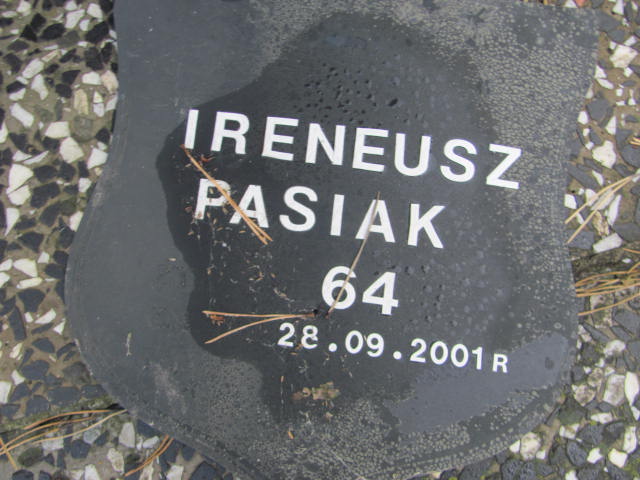 IRENEUSZ
PASIAK
64
28.09.2001R